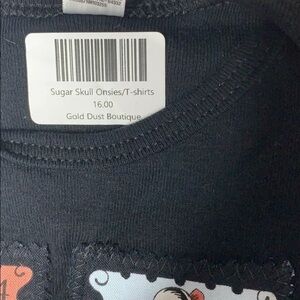 Sugar Skull Onsies/T-shirts
16.00
Gold Dust Boutique